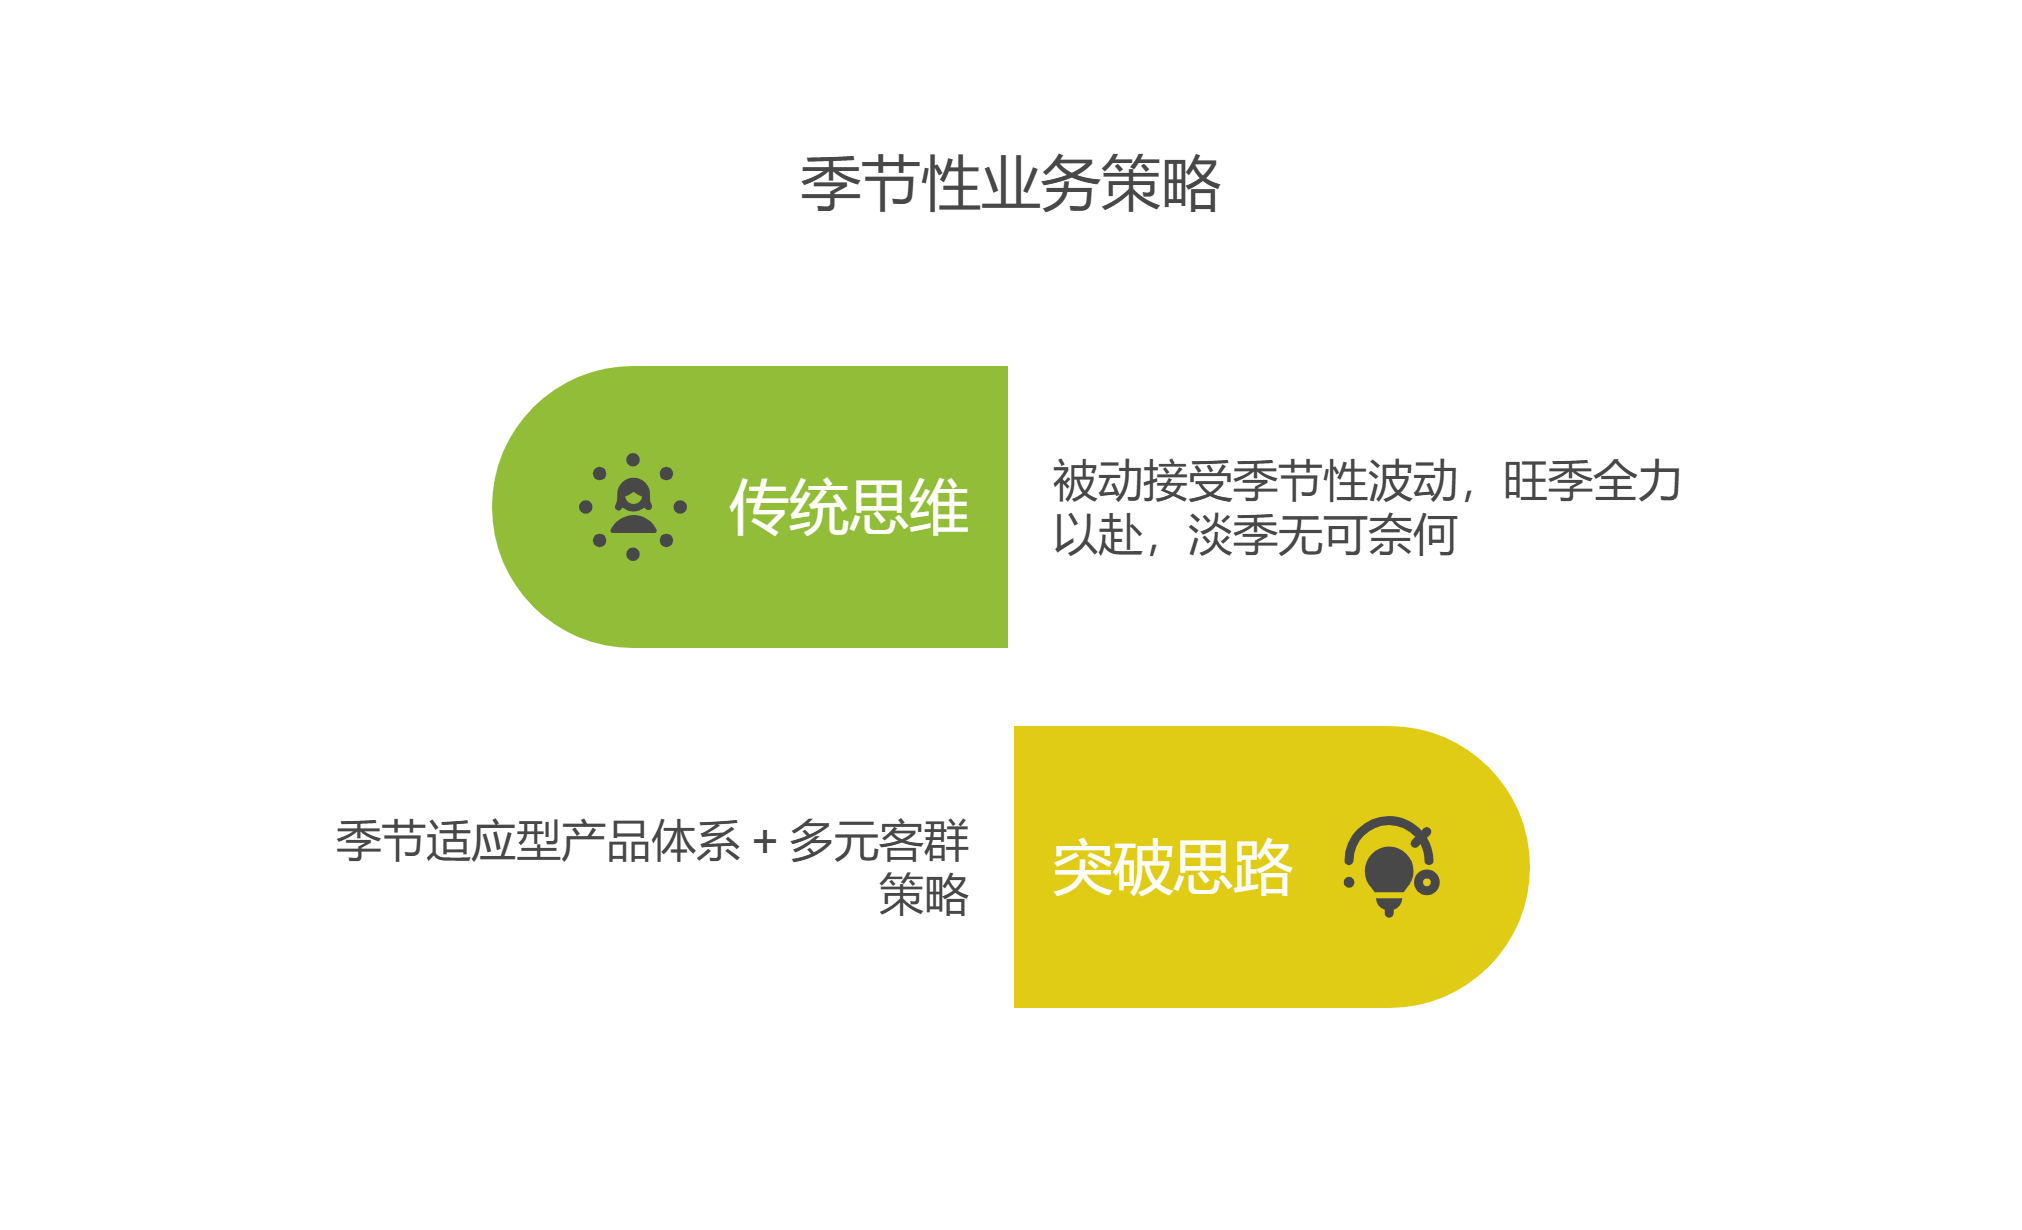 季节性业务策略
传统思维
被动接受季节性波动，旺季全力
以赴，淡季无可奈何
季节适应型产品体系 + 多元客群
策略
突破思路